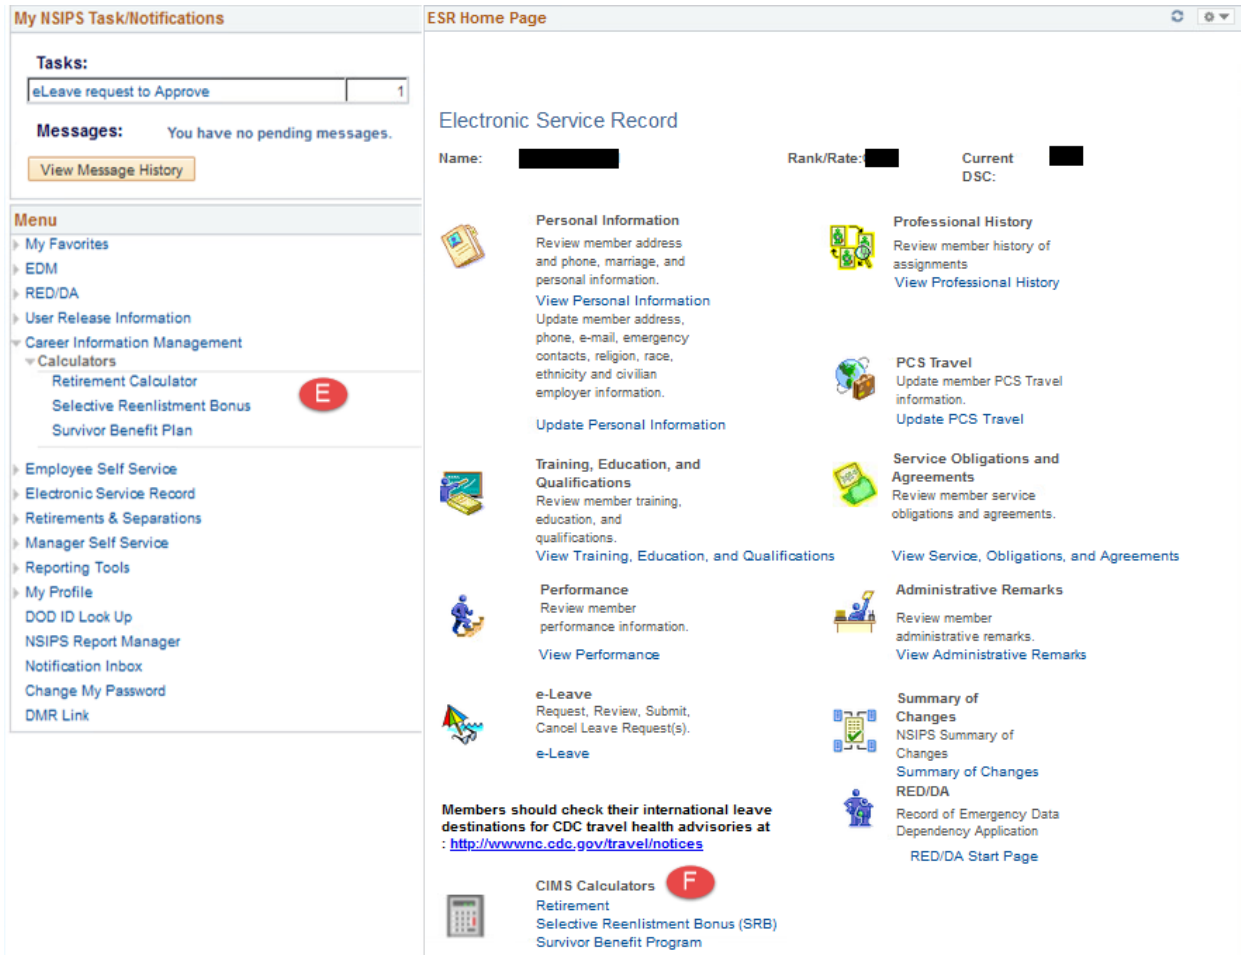 My NSIPS Task/Notifications
Tasks:
eLeave request to Approve 1
Messages: You have no pending messages.
View Message History
Menu
My Favorites
EDM
RED/DA
User Release Information
Career Information Management
Calculators
Retirement Calculator
E
Selective Reenlistment Bonus
Survivor Benefit Plan
Employee Self Service
Electronic Service Record
Retirements & Separations
Manager Self Service
Reporting Tools
My Profile
DOD ID Look Up
NSIPS Report Manager
Notification Inbox
Change My Password
DMR Link
ESR Home Page
Electronic Service Record
Name: Rank/Rate: Current
DSC:
Personal Information
Review member address
and phone, marriage, and
personal information.
View Personal Information
Update member address,
phone, e-mail, emergency
contacts, religion, race,
ethnicity and civilian
employer information.
Update Personal Information
Professional History
Review member history of
assignments
View Professional History
PCS Travel
Update member PCS Travel
information.
Update PCS Travel
Training, Education, and
Qualifications
Review member training,
education, and
qualifications.
View Training, Education, and Qualifications
Service Obligations and
Agreements
Review member service
obligations and agreements.
View Service, Obligations, and Agreements
Performance
Review member
performance information.
View Performance
Administrative Remarks
Review member
administrative remarks.
View Administrative Remarks
e-Leave
Request, Review, Submit,
Cancel Leave Request(s).
e-Leave
Summary of
Changes
NSIPS Summary of
Changes
Summary of Changes
RED/DA
Record of Emergency Data
Dependency Application
RED/DA Start Page
Members should check their international leave
destinations for CDC travel health advisories at
: http://wwwnc.cdc.gov/travel/notices
CIMS Calculators F
Retirement
Selective Reenlistment Bonus (SRB)
Survivor Benefit Program